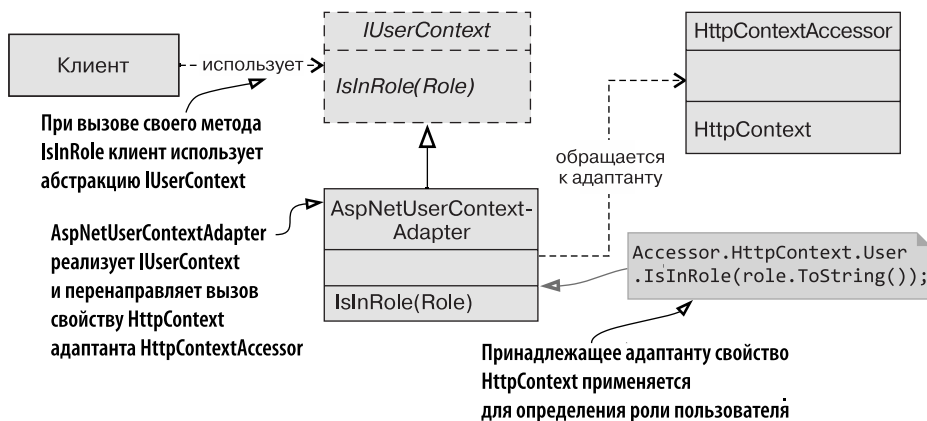 Клиент
использует
IUserContext
IsInRole(Role)
HttpContextAccessor
HttpContext
При вызове своего метода
IsInRole клиент использует
абстракцию IUserContext
обращается
к адаптанту
AspNetUserContext-
Adapter
IsInRole(Role)
AspNetUserContextAdapter
реализует IUserContext
и перенаправляет вызов
свойству HttpContext
адаптанта HttpContextAccessor
Accessor.HttpContext.User
.IsInRole(role.ToString());
Принадлежащее адаптанту свойство
HttpContext применяется
для определения роли пользователя